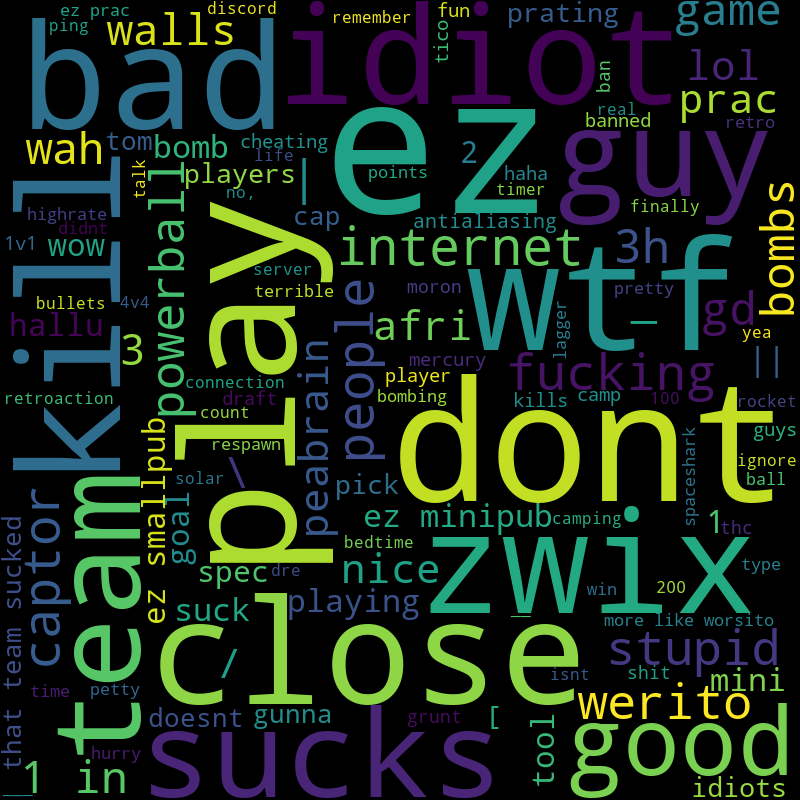 ez prac
discord
remember
fun
prating
game
ping
walls
bad
idiot
tico
lol
ban
prac
real
banned
retro
tom
bomb
cheating
wah
ez
guy
2
life
talk
players
|
points
haha
timer
no,
kill
highrate
didnt
cap
antialiasing
finally
bombs
1v1
wow
powerball
play
internet
wtf
3h
server
bullets
4v4
terrible
people
moron
pretty
_
gd
hallu
3
afri
lagger
yea
||
peabrain
mercury
fucking
retroaction
connection
player
bombing
kills
camp
100
rocket
draft
count
dont
guys
respawn
ez smallpub
goal
\
spaceshark
ignore
ball
team
solar
pick
captor
ez minipub
camping
1
thc
that team sucked
bedtime
zwix
spec
dre
nice
type
suck
playing
win
200
__
more like worsito
close
stupid
/
isnt
shit
mini
time
petty
werito
doesnt
gunna
grunt
[
tool
good
hurry
sucks
__
1 in
idiots